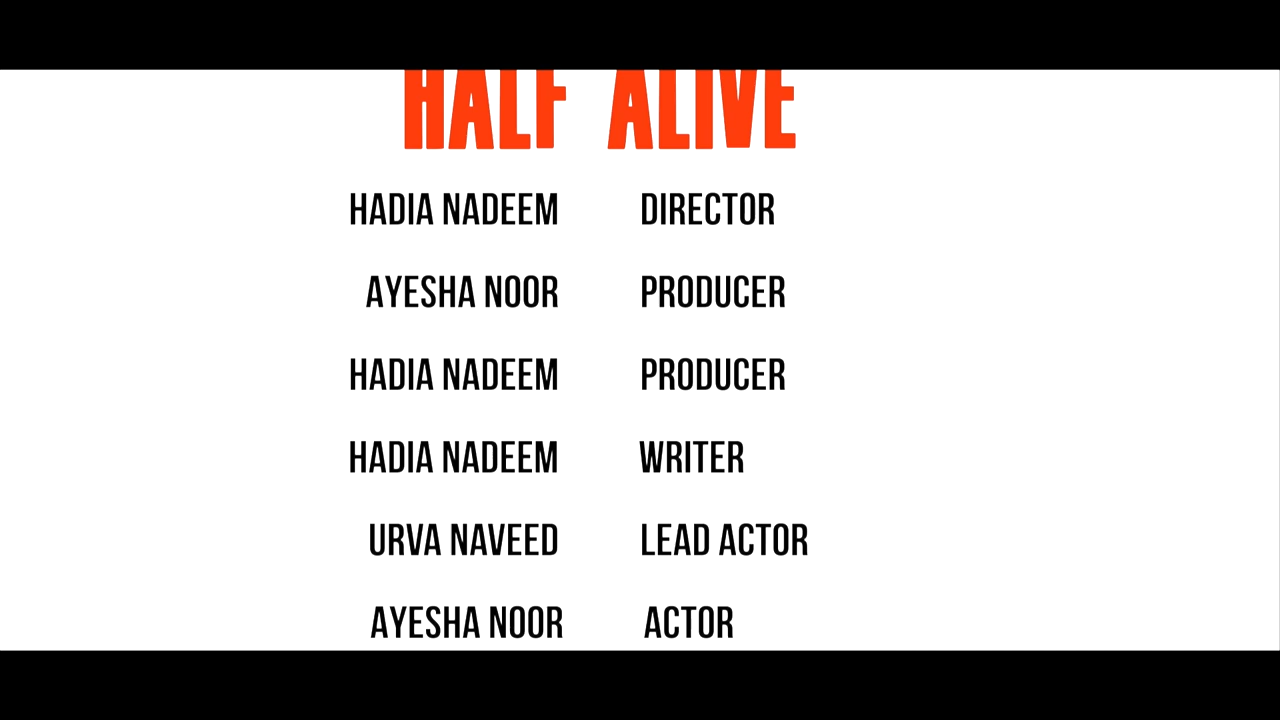 HALF ALIVE
HADIA NADEEM DIRECTOR
AYESHA NOOR PRODUCER
HADIA NADEEM PRODUCER
HADIA NADEEM WRITER
URVA NAVEED LEAD ACTOR
AYESHA NOOR ACTOR